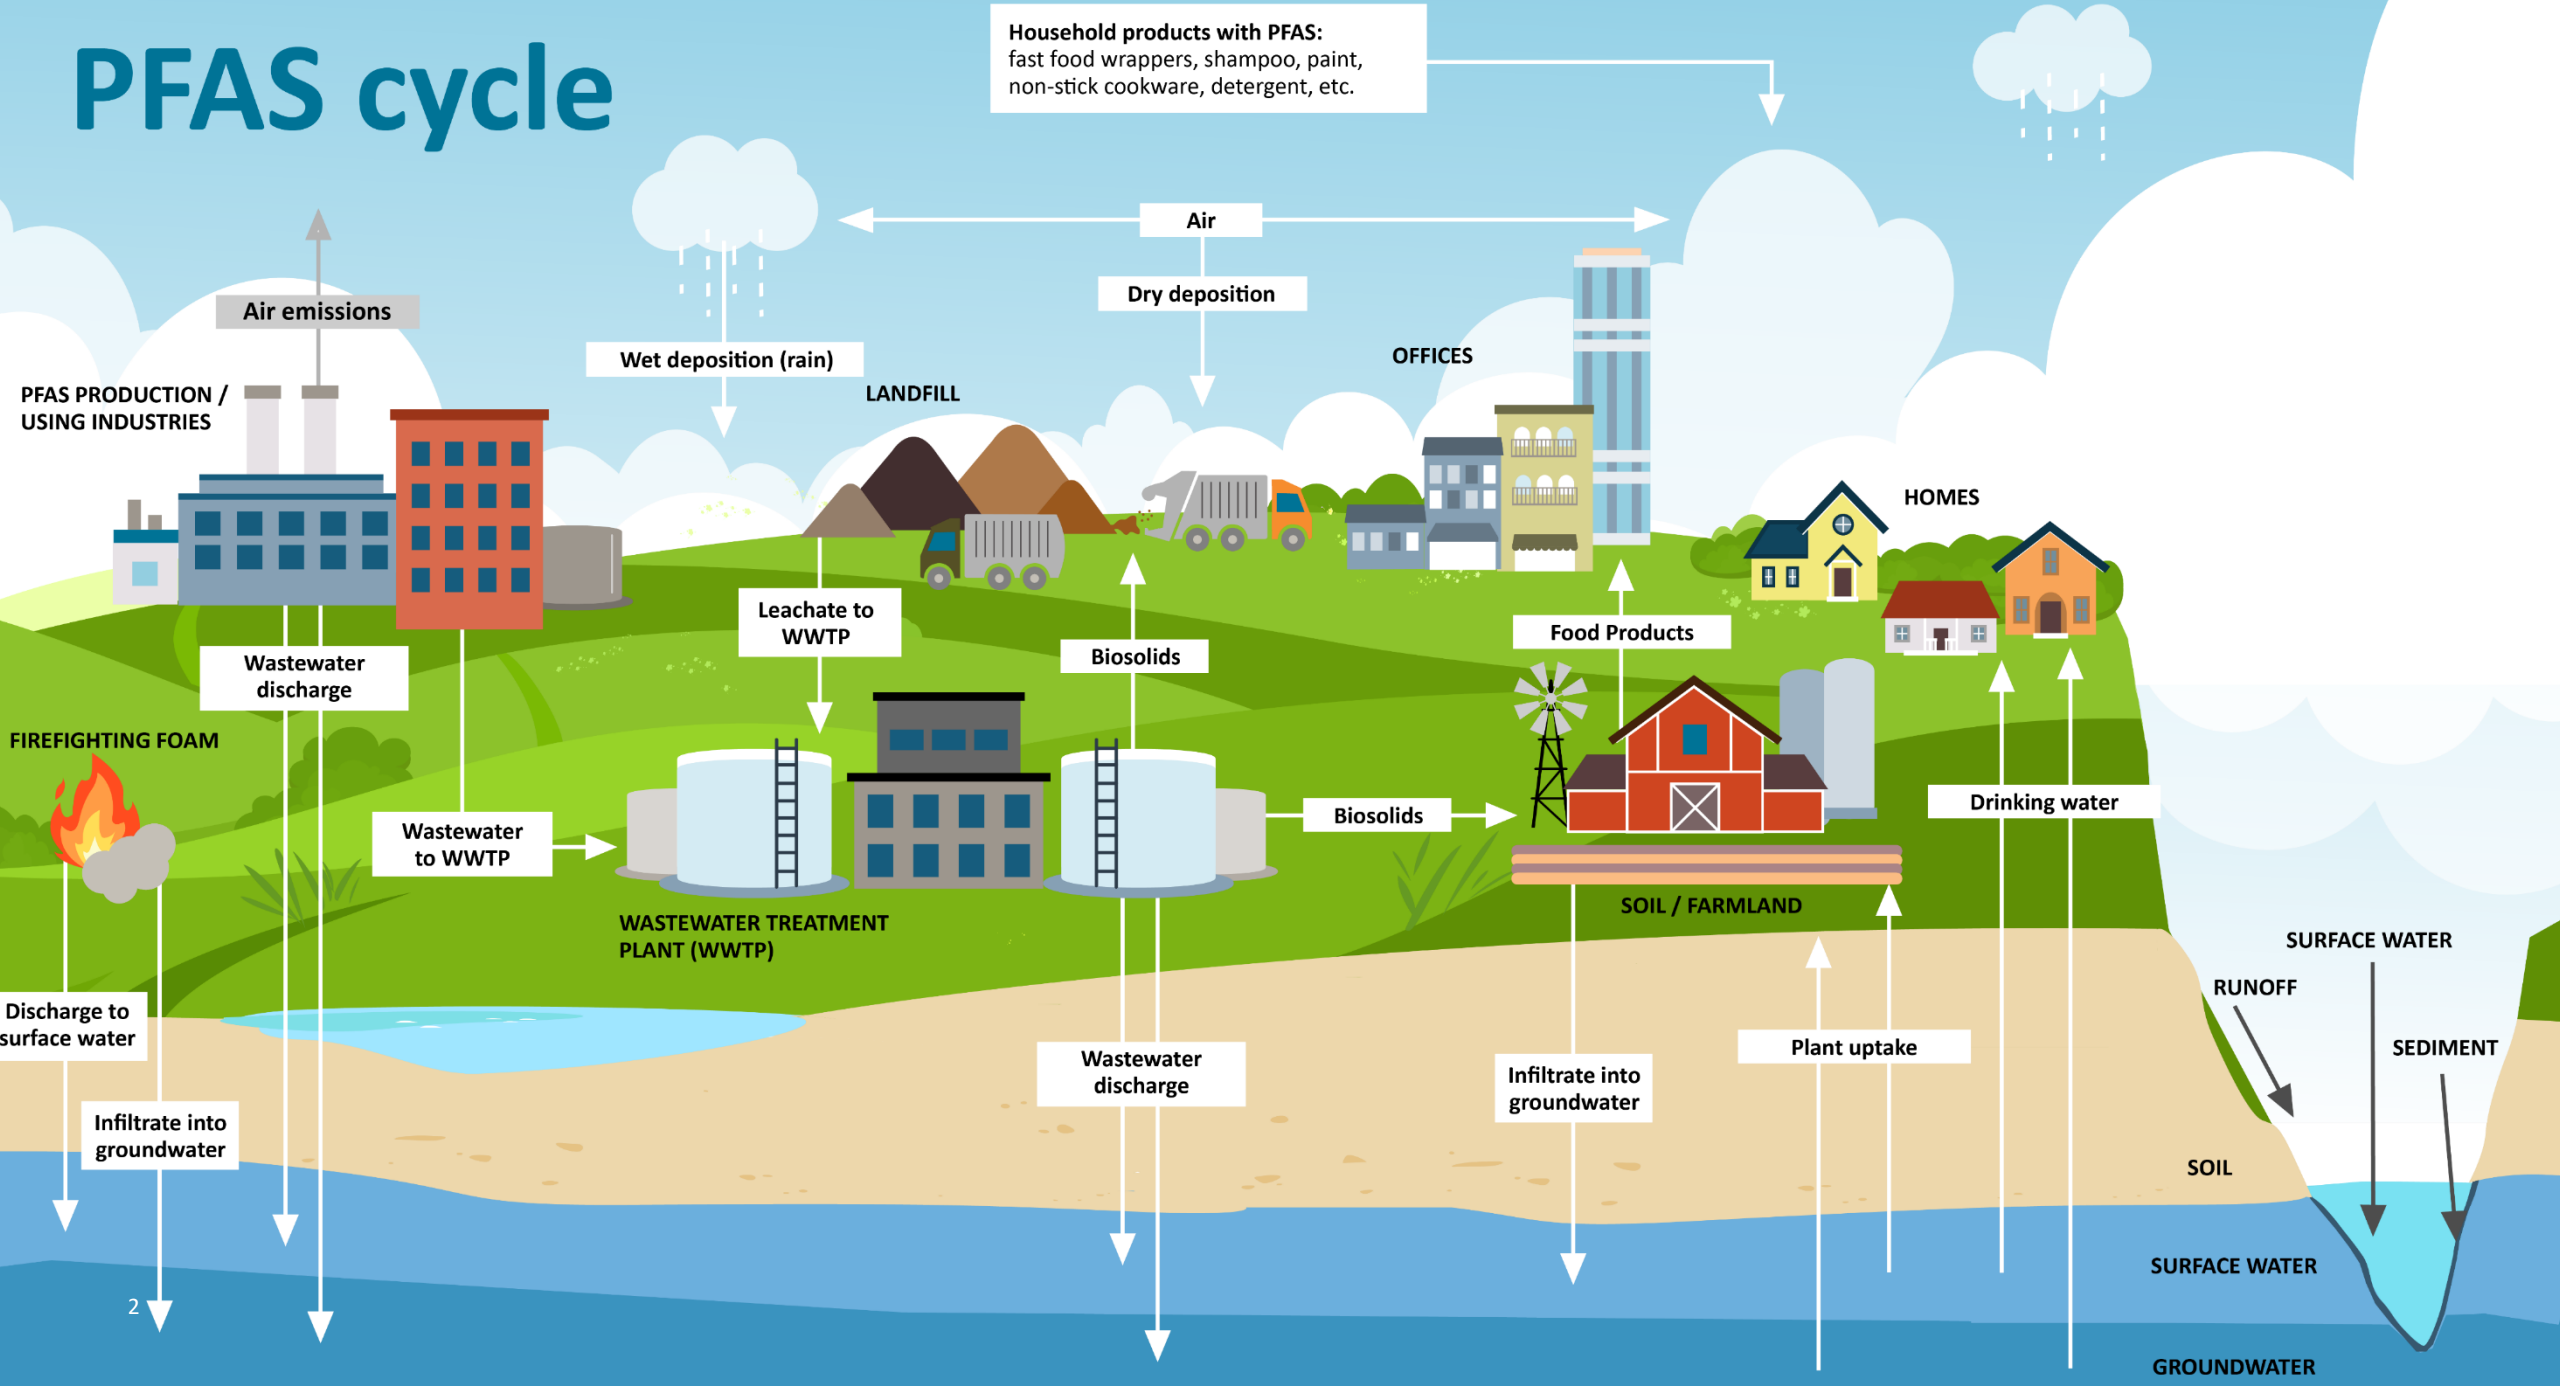 PFAS cycle
Household products with PFAS:
fast food wrappers, shampoo, paint,
non-stick cookware, detergent, etc.
Air
Dry deposition
Air emissions
Wet deposition (rain)
PFAS PRODUCTION /
USING INDUSTRIES
LANDFILL
OFFICES
HOMES
Leachate to
WWTP
Biosolids
Food Products
Wastewater
discharge
FIREFIGHTING FOAM
Wastewater
to WWTP
Biosolids
Drinking water
WASTEWATER TREATMENT
PLANT (WWTP)
SOIL / FARMLAND
SURFACE WATER
RUNOFF
SEDIMENT
Discharge to
surface water
Infiltrate into
groundwater
Wastewater
discharge
Infiltrate into
groundwater
Plant uptake
SOIL
SURFACE WATER
GROUNDWATER
2